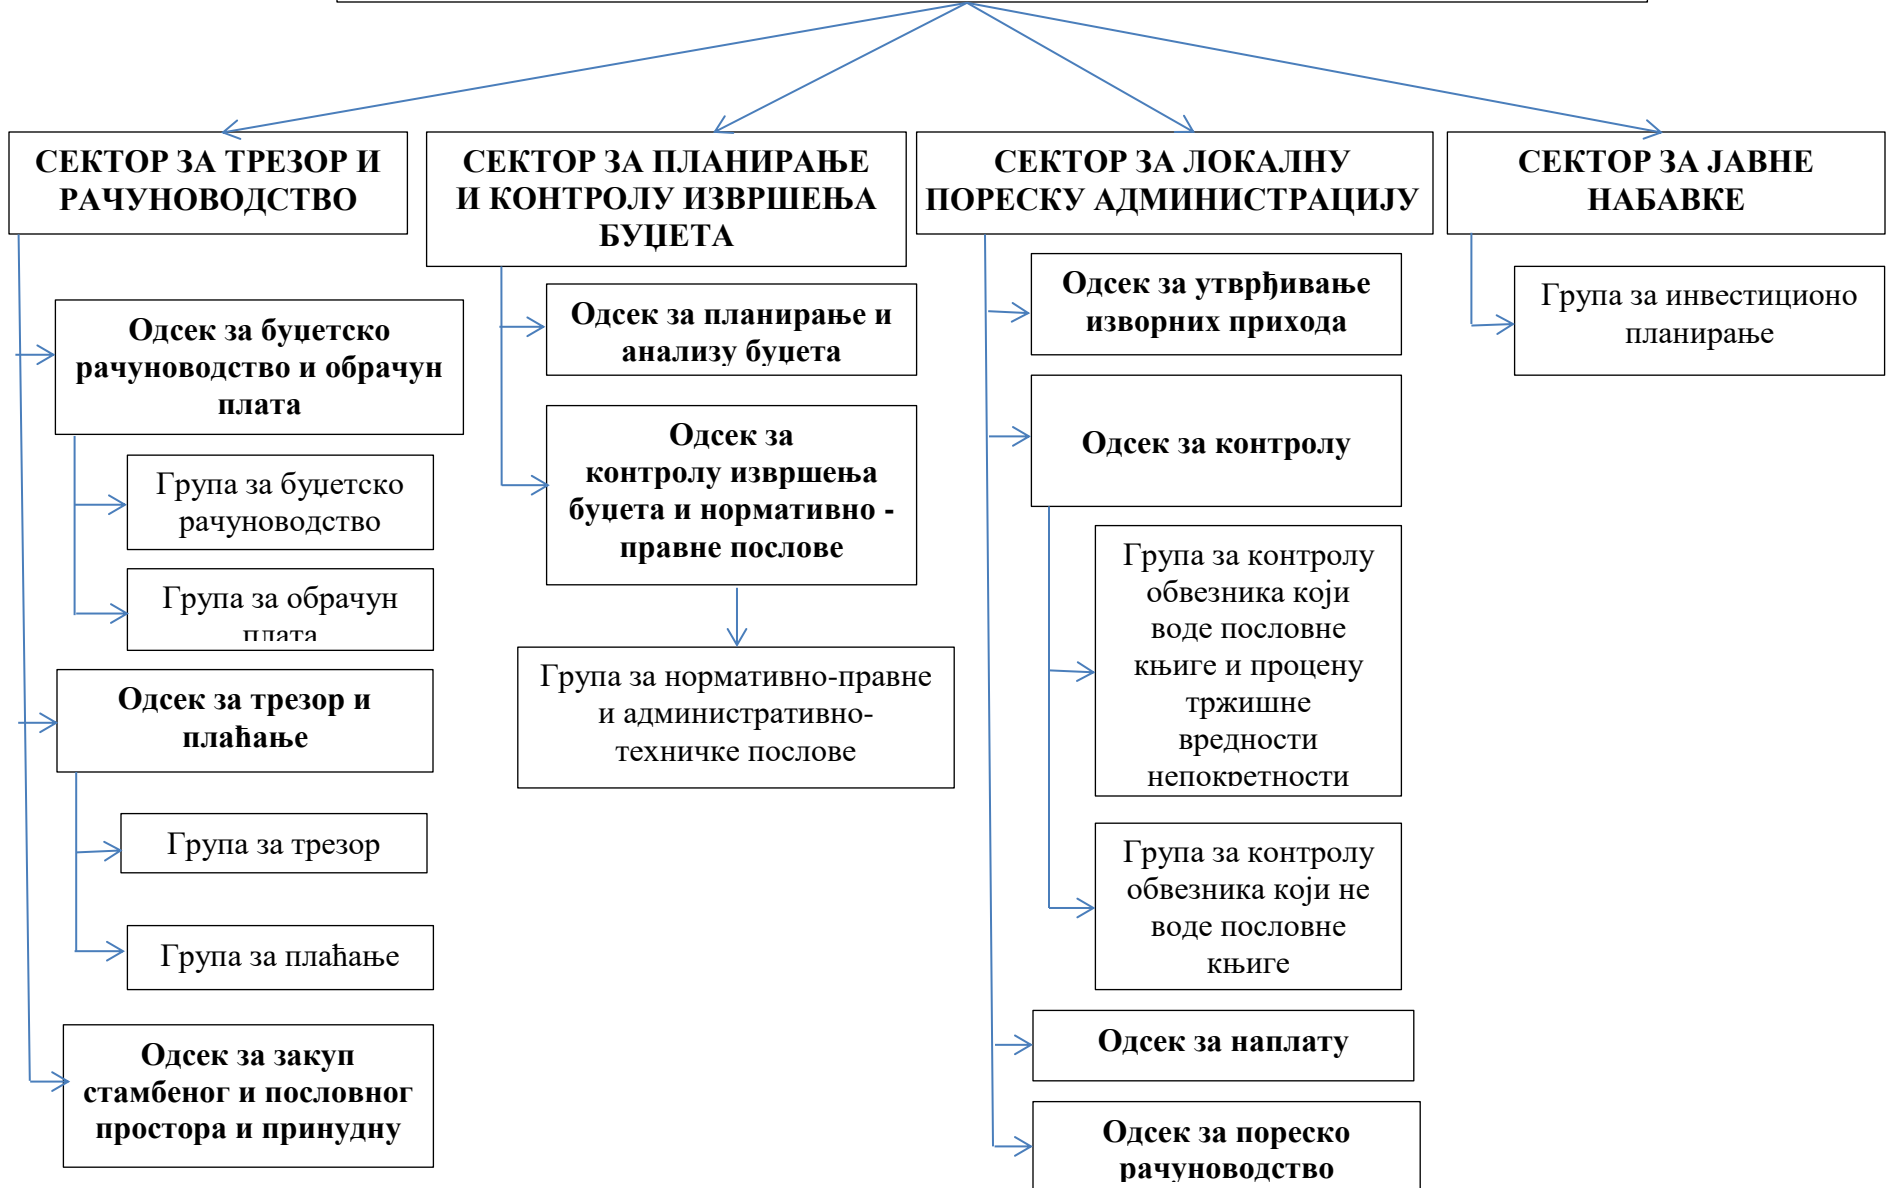 СЕКТОР ЗА ТРЕЗОР И
РАЧУНОВОДСТВО
Одсек за буџетско
рачуноводство и обрачун
плата
Група за буџетско
рачуноводство
Група за обрачун
плата
Одсек за трезор и
плаћање
Група за трезор
Група за плаћање
Одсек за закуп
стамбеног и пословног
простора и принудну
СЕКТОР ЗА ПЛАНИРАЊЕ
И КОНТРОЛУ ИЗВРШЕЊА
БУЏЕТА
Одсек за планирање и
анализу буџета
Одсек за
контролу извршења
буџета и нормативно -
правне послове
Група за нормативно-правне
и административно-
техничке послове
СЕКТОР ЗА ЛОКАЛНУ
ПОРЕСКУ АДМИНИСТРАЦИЈУ
Одсек за утврђивање
изворних прихода
Одсек за контролу
Група за контролу
обвезника који
воде пословне
књиге и процену
тржишне
вредности
непокретности
Група за контролу
обвезника који не
воде пословне
књиге
Одсек за наплату
Одсек за пореско
рачуноводство
СЕКТОР ЗА ЈАВНЕ
НАБАВКЕ
Група за инвестиционо
планирање